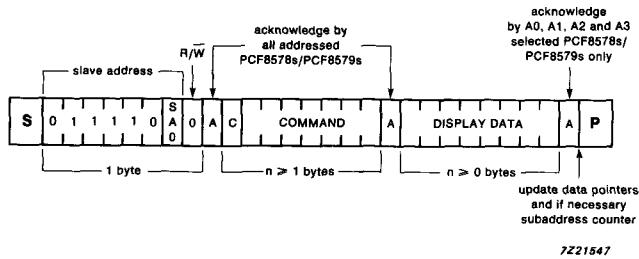 acknowledge by
all addressed
PCF8578s/PCF8579s
acknowledge
by A0, A1, A2 and A3
selected PCF8578s/
PCF8579s only
slave address
R/W
S 0 1 1 1 1 0 S A 0 0 A C COMMAND A DISPLAY DATA A P
1 byte
n ≥ 1 bytes
n ≥ 0 bytes
update data pointers
and if necessary
subaddress counter
7Z21547